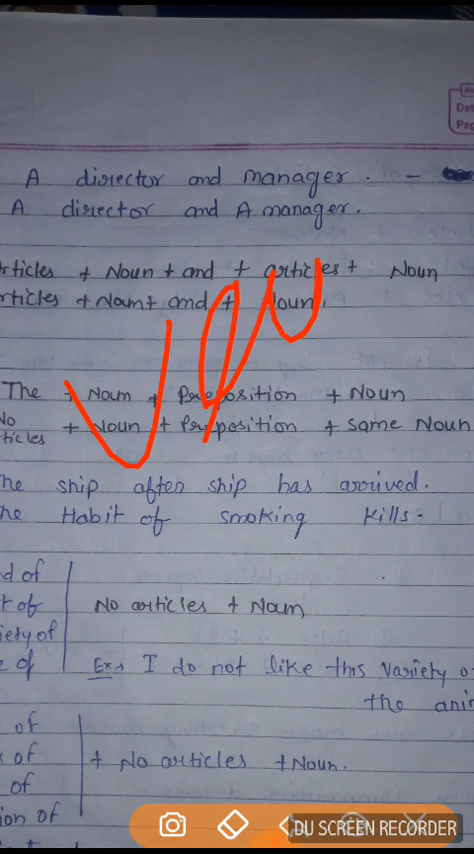 Dat
Pag
A director and manager. -
A director and A manager.
rticles + Noun + and + articles + Noun
rticles + Noun + and + Noun.
The + Noun + Preposition + Noun
No
ticles + Noun + Preposition + same Noun
The ship after ship has arrived.
he Habit of smoking kills.
d of
t of
No articles + Noun
iety of
e of
Ex→ I do not like this variety o
the ani
of
of
+ No articles + Noun.
of
ion of
DU SCREEN RECORDER